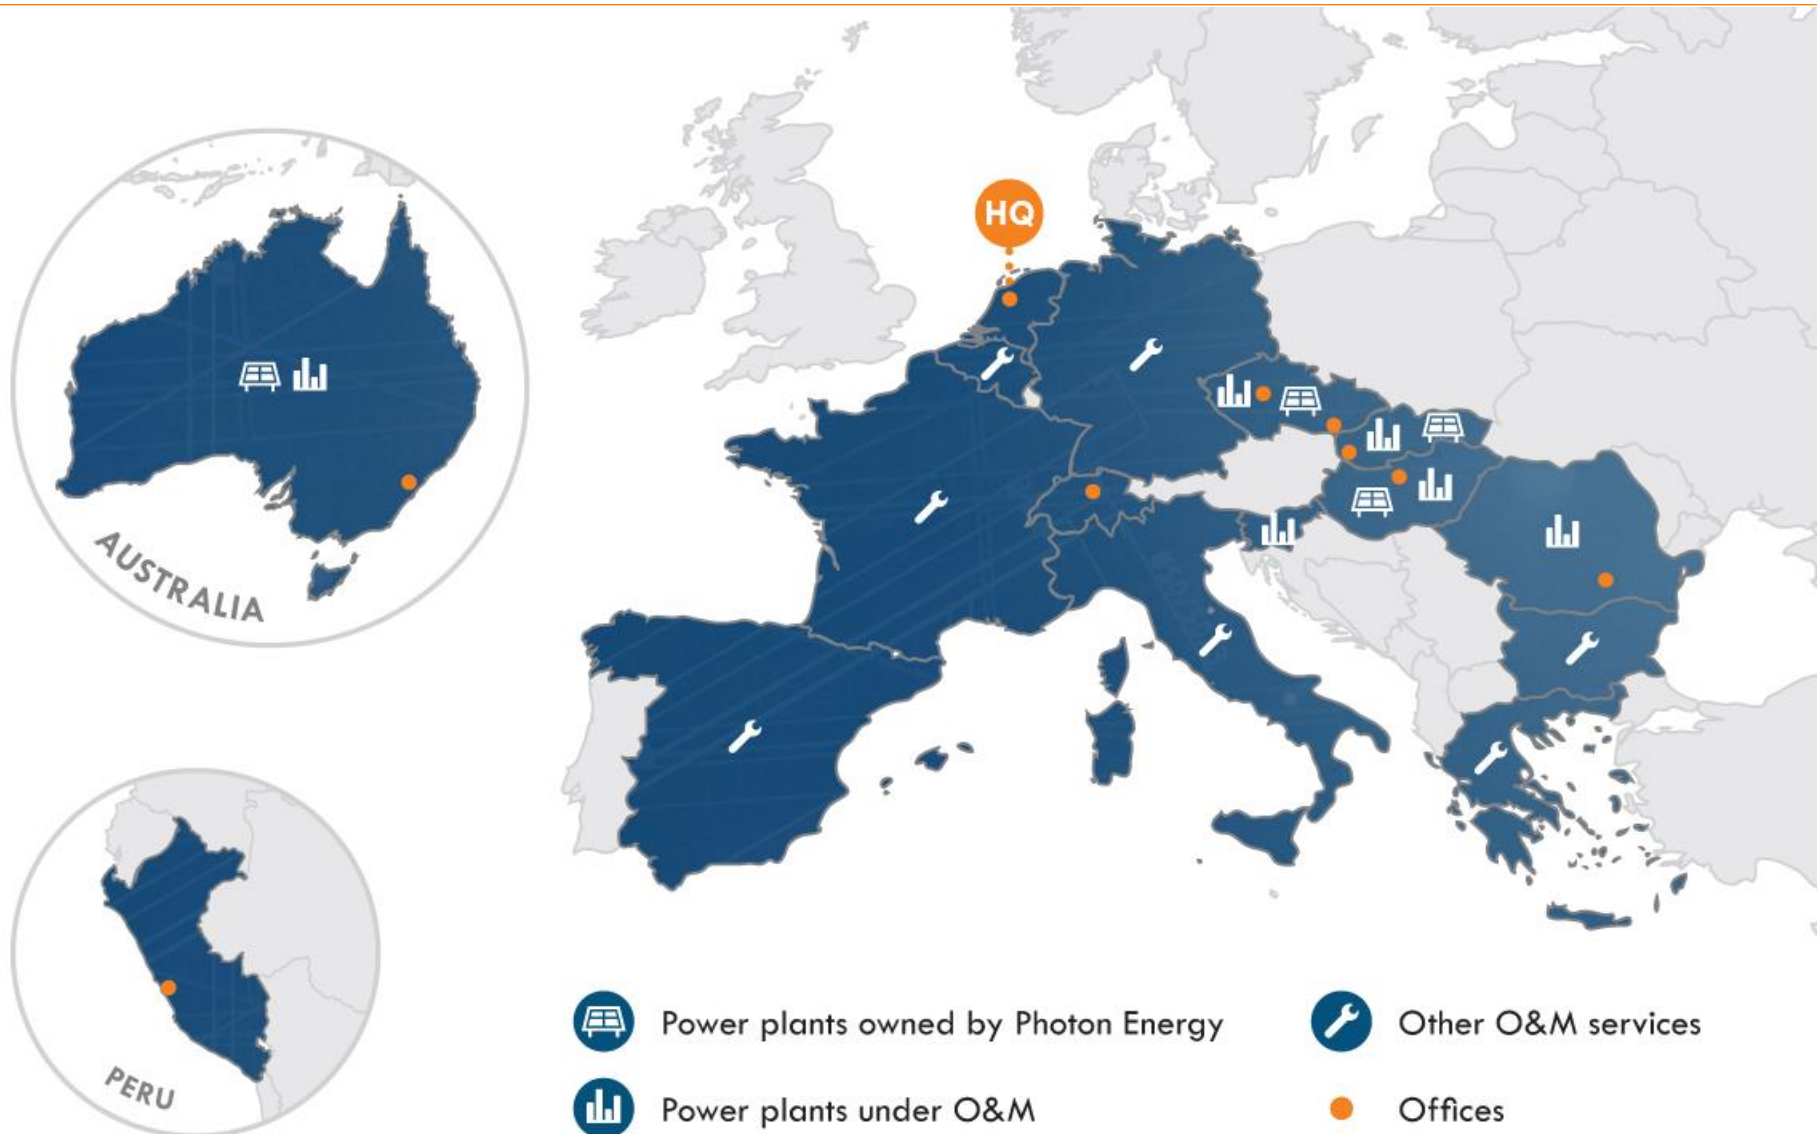 HQ
AUSTRALIA
PERU
Power plants owned by Photon Energy
Other O&M services
Power plants under O&M
Offices